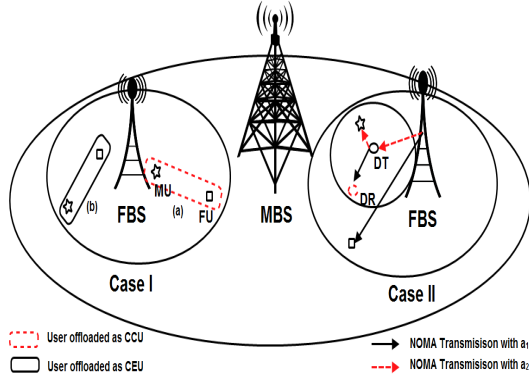 MU
(b)
(a)
FBS
FU
MBS
DT
DR
FBS
Case I
Case II
User offloaded as CCU
User offloaded as CEU
NOMA Transmisison with a₁
NOMA Transmission with a₂